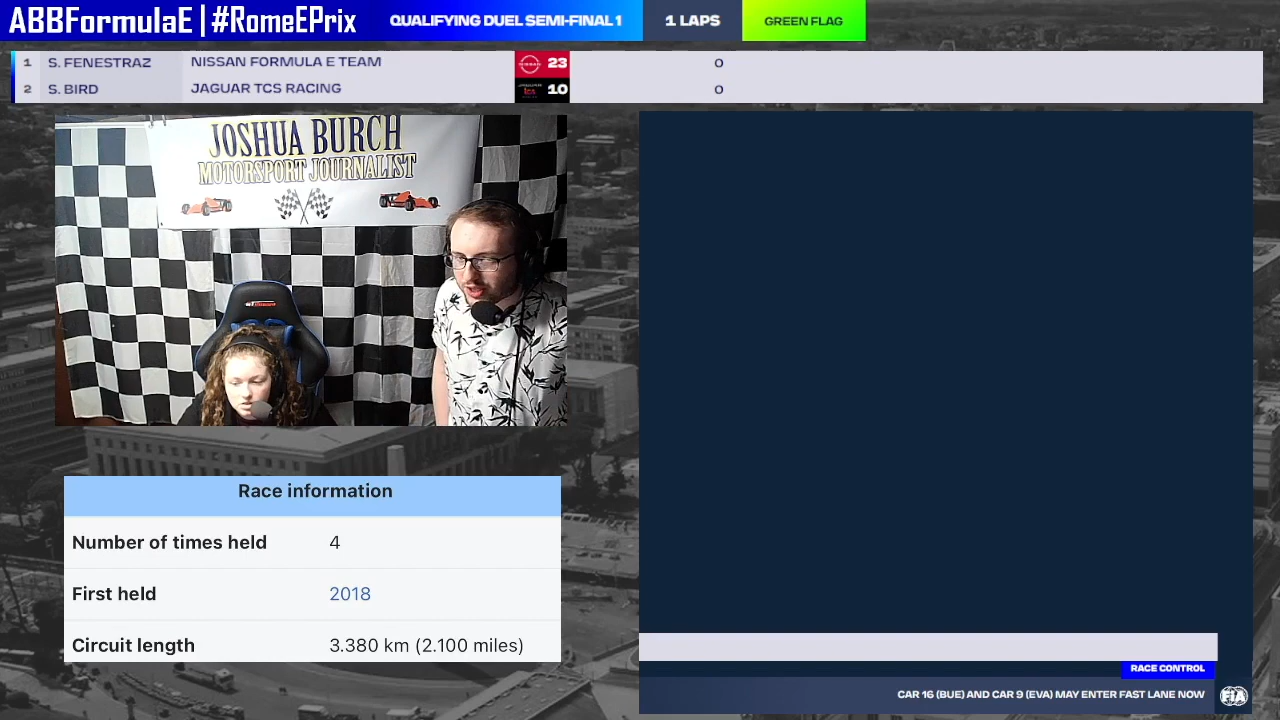 ABBFormulaE | #RomeEPrix
QUALIFYING DUEL SEMI-FINAL 1
1 LAPS
GREEN FLAG
1 S. FENESTRAZ NISSAN FORMULA E TEAM NISSAN 23 0
2 S. BIRD JAGUAR TCS RACING 10 0
JOSHUA BURCH
MOTORSPORT JOURNALIST
Race information
Number of times held 4
First held 2018
Circuit length 3.380 km (2.100 miles)
RACE CONTROL
CAR 16 (BUE) AND CAR 9 (EVA) MAY ENTER FAST LANE NOW
FIA